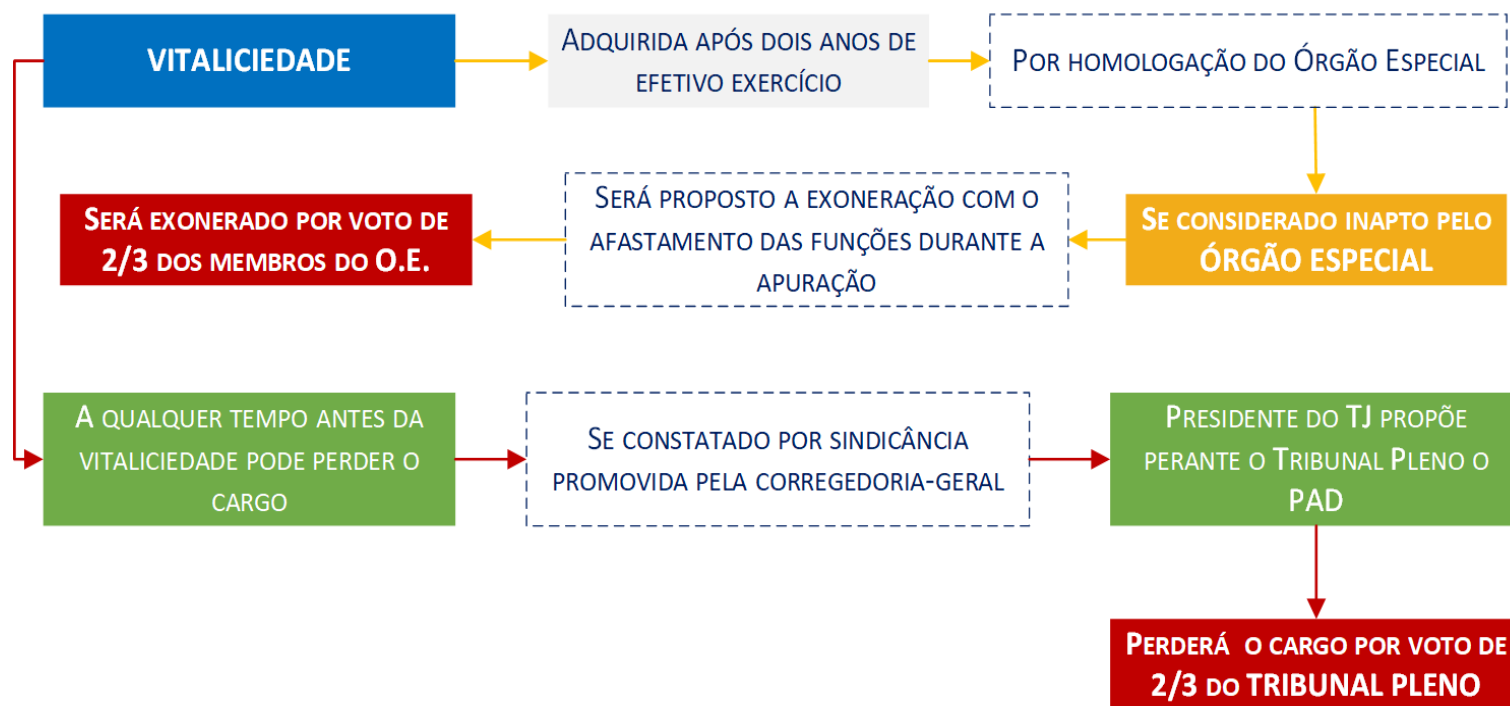 VITALICIEDADE
ADQUIRIDA APÓS DOIS ANOS DE
EFETIVO EXERCÍCIO
POR HOMOLOGAÇÃO DO ÓRGÃO ESPECIAL
SERÁ EXONERADO POR VOTO DE
2/3 DOS MEMBROS DO O.E.
SERÁ PROPOSTO A EXONERAÇÃO COM O
AFASTAMENTO DAS FUNÇÕES DURANTE A
APURAÇÃO
SE CONSIDERADO INAPTO PELO
ÓRGÃO ESPECIAL
A QUALQUER TEMPO ANTES DA
VITALICIEDADE PODE PERDER O
CARGO
SE CONSTATADO POR SINDICÂNCIA
PROMOVIDA PELA CORREGEDORIA-GERAL
PRESIDENTE DO TJ PROPÕE
PERANTE O TRIBUNAL PLENO O
PAD
PERDERÁ O CARGO POR VOTO DE
2/3 DO TRIBUNAL PLENO